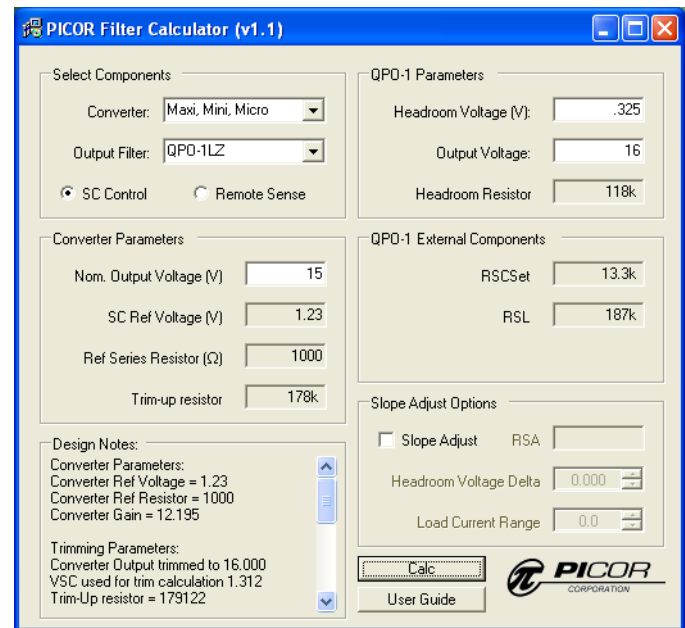 PICOR Filter Calculator (v1.1)
Select Components
Converter: Maxi, Mini, Micro
Output Filter: QPO-1LZ
SC Control Remote Sense
Converter Parameters
Nom. Output Voltage (V) 15
SC Ref Voltage (V) 1.23
Ref Series Resistor (Ω) 1000
Trim-up resistor 178k
Design Notes:
Converter Parameters:
Converter Ref Voltage = 1.23
Converter Ref Resistor = 1000
Converter Gain = 12.195
Trimming Parameters:
Converter Output trimmed to 16.000
VSC used for trim calculation 1.312
Trim-Up resistor = 179122
QPO-1 Parameters
Headroom Voltage (V): .325
Output Voltage: 16
Headroom Resistor 118k
QPO-1 External Components
RSCSet 13.3k
RSL 187k
Slope Adjust Options
Slope Adjust RSA
Headroom Voltage Delta 0.000
Load Current Range 0.0
Calc
User Guide
PICOR
CORPORATION